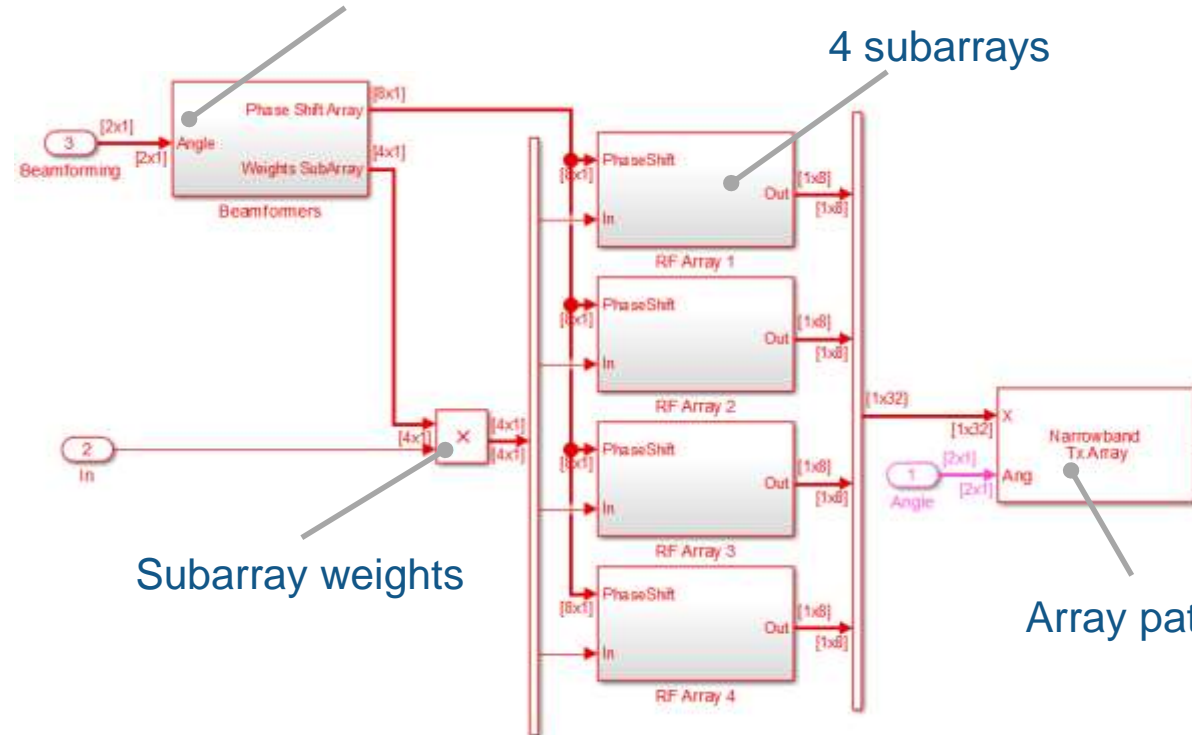 4 subarrays
[8x1]
Phase Shift Array
[2x1]
3
Angle
[2x1]
[4x1]
Beamforming
Weights SubArray
Beamformers
PhaseShift
[8x1]
Out
[1x8]
[1x8]
In
RF Array 1
PhaseShift
[8x1]
Out
[1x8]
[1x8]
In
RF Array 2
[1x32]
X
[1x32]
Narrowband
Tx Array
[2x1]
1
Ang
[2x1]
Angle
[4x1]
×
[4x1]
[4x1]
2
In
PhaseShift
[8x1]
Out
[1x8]
[1x8]
In
RF Array 3
Subarray weights
PhaseShift
[8x1]
Out
[1x8]
[1x8]
In
RF Array 4
Array pat